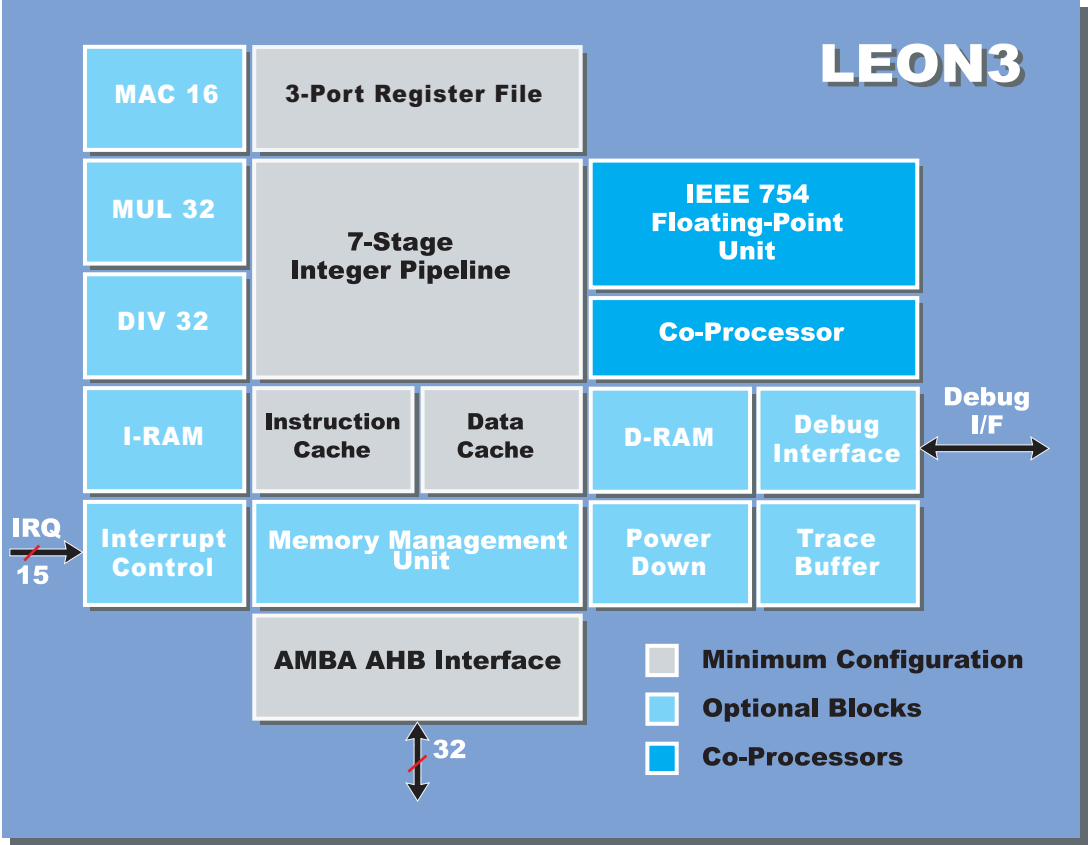 LEON3
MAC 16
3-Port Register File
MUL 32
7-Stage
Integer Pipeline
IEEE 754
Floating-Point
Unit
DIV 32
Co-Processor
I-RAM
Instruction
Cache
Data
Cache
D-RAM
Debug
Interface
Debug
I/F
IRQ
15
Interrupt
Control
Memory Management
Unit
Power
Down
Trace
Buffer
AMBA AHB Interface
32
Minimum Configuration
Optional Blocks
Co-Processors